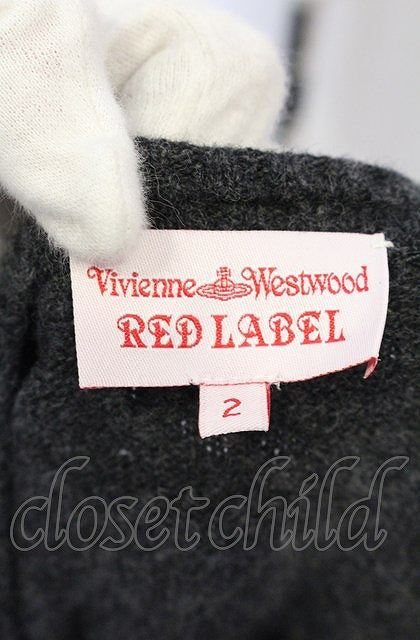 Vivienne Westwood
RED LABEL
2
closet child